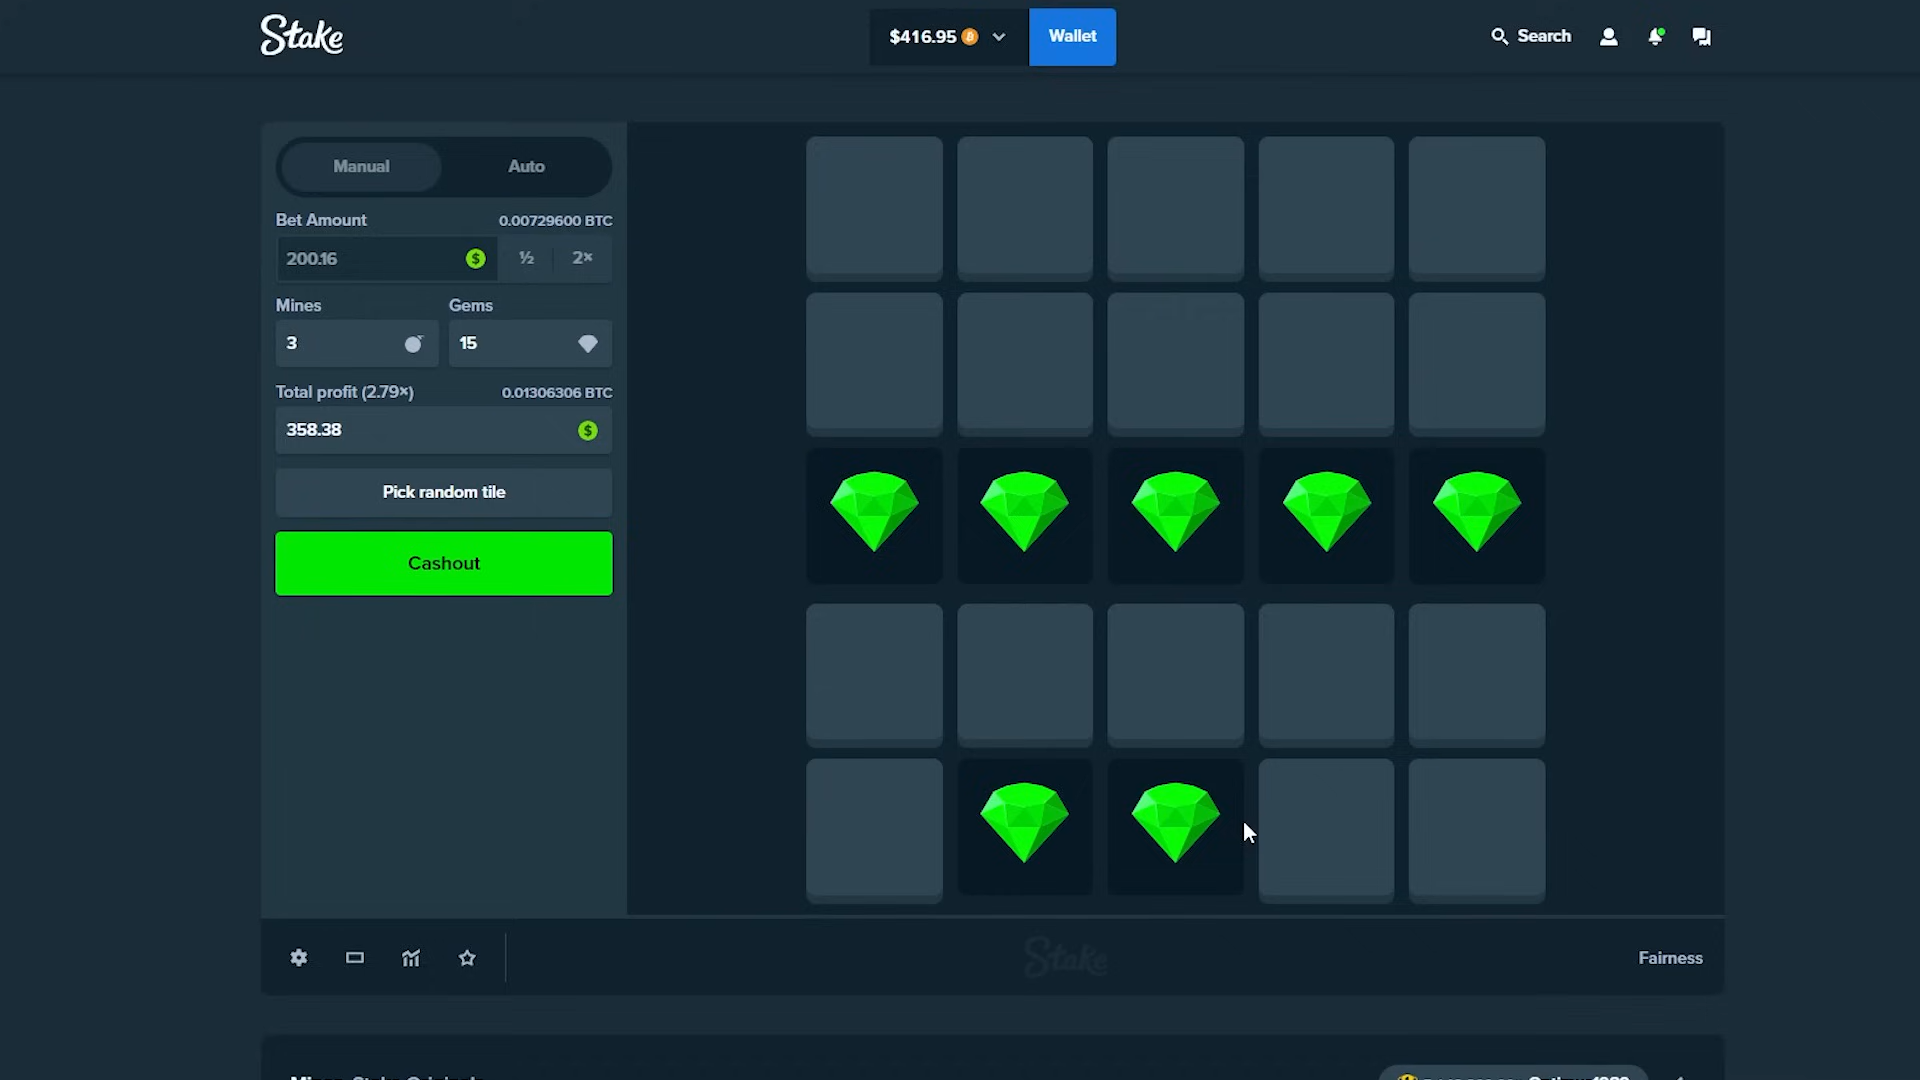 Stake
$416.95
Wallet
Search
Manual
Auto
Bet Amount
0.00729600 BTC
200.16
½
2×
Mines
Gems
3
15
Total profit (2.79×)
0.01306306 BTC
358.38
Pick random tile
Cashout
Stake
Fairness